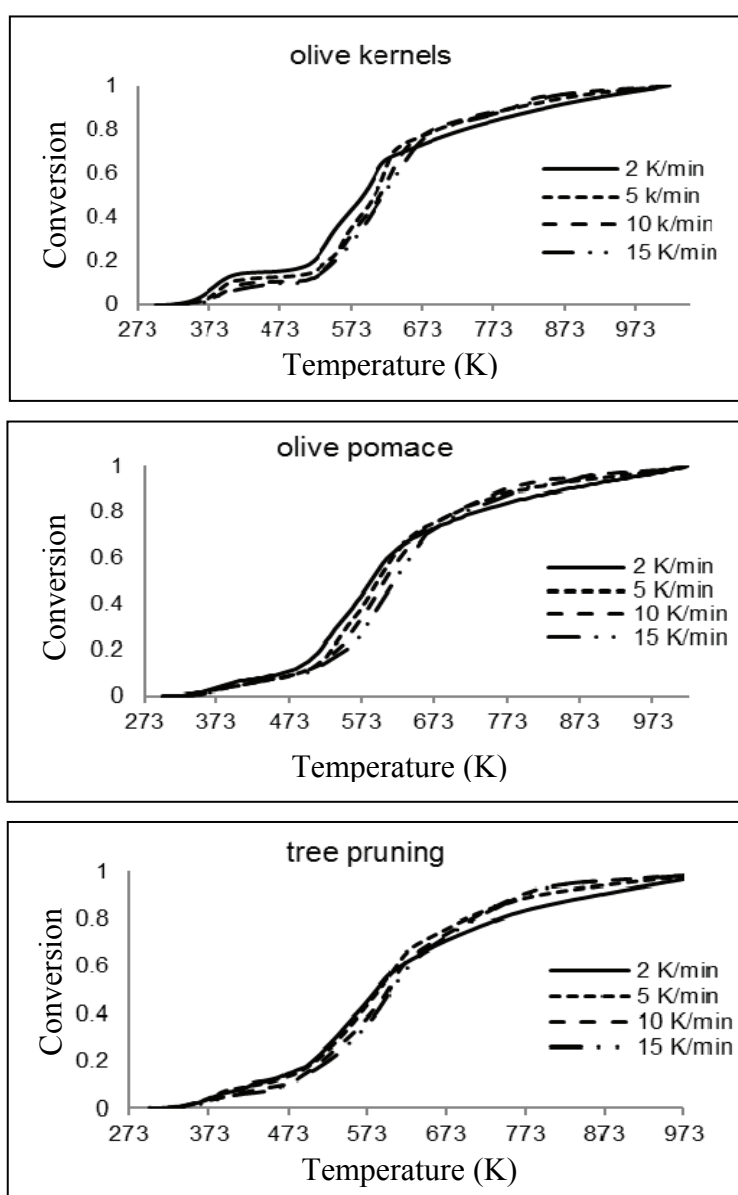 olive kernels
1
0.8
0.6
0.4
0.2
0
Conversion
2 K/min
5 k/min
10 k/min
15 K/min
273 373 473 573 673 773 873 973
Temperature (K)
olive pomace
1
0.8
0.6
0.4
0.2
0
Conversion
2 K/min
5 K/min
10 K/min
15 K/min
273 373 473 573 673 773 873 973
Temperature (K)
tree pruning
1
0.8
0.6
0.4
0.2
0
Conversion
2 K/min
5 K/min
10 K/min
15 K/min
273 373 473 573 673 773 873 973
Temperature (K)